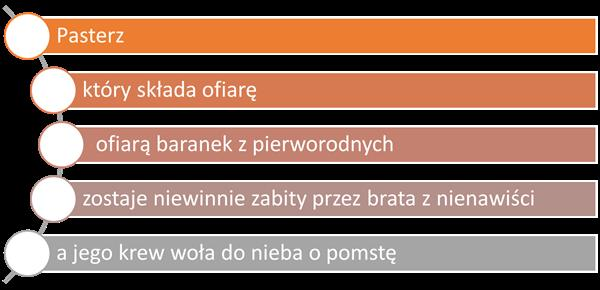 Pasterz
który składa ofiarę
ofiarą baranek z pierworodnych
zostaje niewinnie zabity przez brata z nienawiści
a jego krew woła do nieba o pomstę